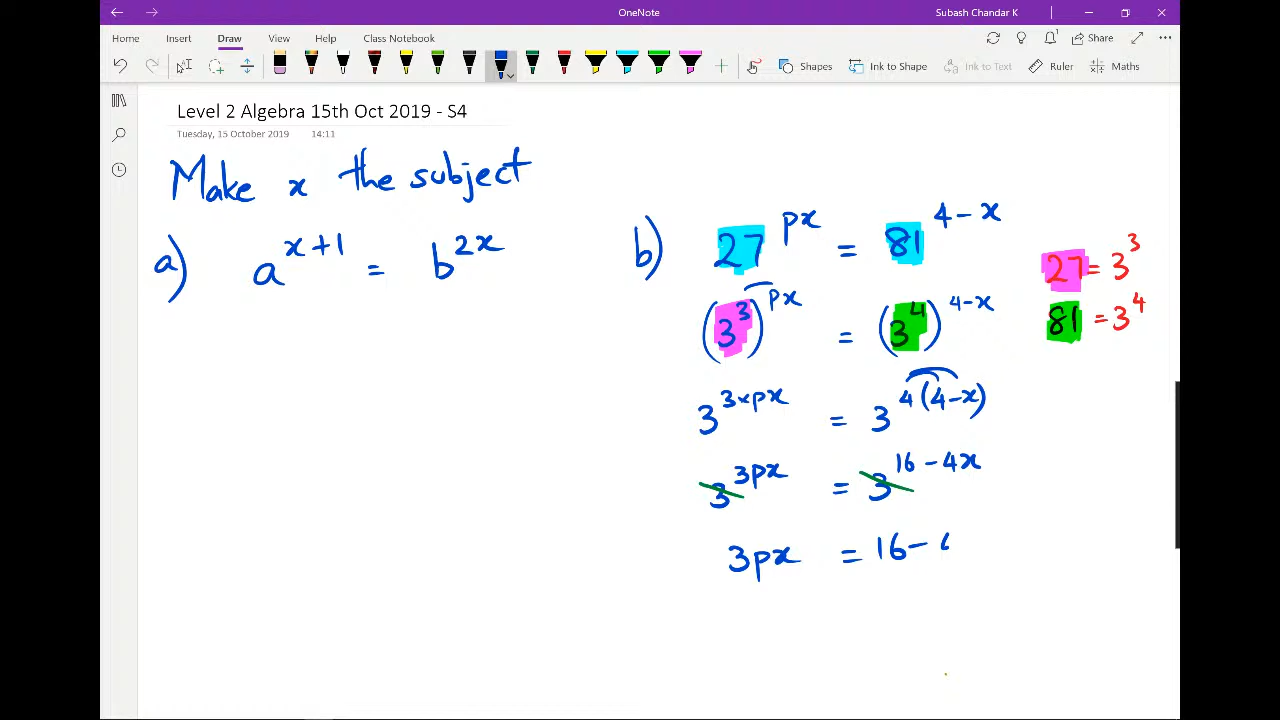 OneNote
Subash Chandar K
Home Insert Draw View Help Class Notebook
Share
Shapes Ink to Shape Ink to Text Ruler Maths
Level 2 Algebra 15th Oct 2019 - S4
Tuesday, 15 October 2019 14:11
Make x the subject
a) a^{x+1} = b^{2x}
b) 27^{px} = 81^{4-x}
(3^3)^{px} = (3^4)^{4-x}
3^{3×px} = 3^{4(4-x)}
3^{3px} = 3^{16-4x}
3px = 16-
27 = 3^3
81 = 3^4